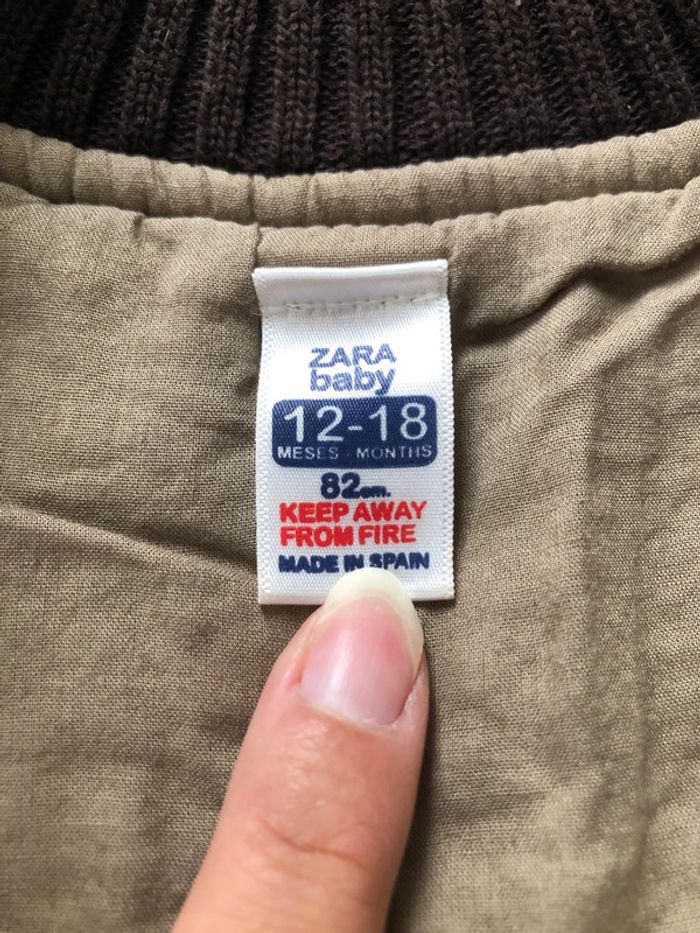 ZARA
baby
12-18
MESES - MONTHS
82cm.
KEEP AWAY
FROM FIRE
MADE IN SPAIN